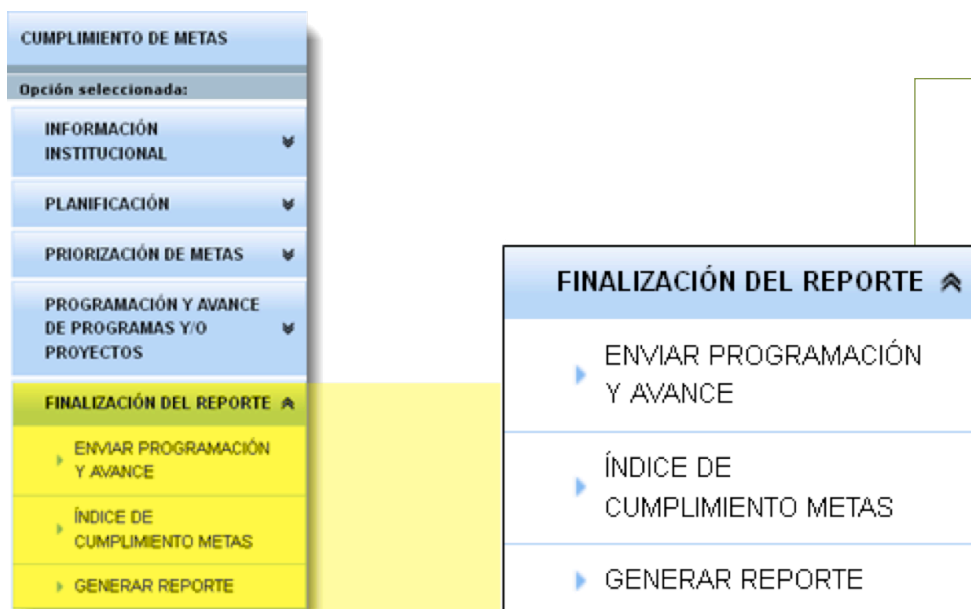 CUMPLIMIENTO DE METAS
Opción seleccionada:
INFORMACIÓN
INSTITUCIONAL
PLANIFICACIÓN
PRIORIZACIÓN DE METAS
PROGRAMACIÓN Y AVANCE
DE PROGRAMAS Y/O
PROYECTOS
FINALIZACIÓN DEL REPORTE
ENVIAR PROGRAMACIÓN
Y AVANCE
ÍNDICE DE
CUMPLIMIENTO METAS
GENERAR REPORTE
FINALIZACIÓN DEL REPORTE
ENVIAR PROGRAMACIÓN
Y AVANCE
ÍNDICE DE
CUMPLIMIENTO METAS
GENERAR REPORTE